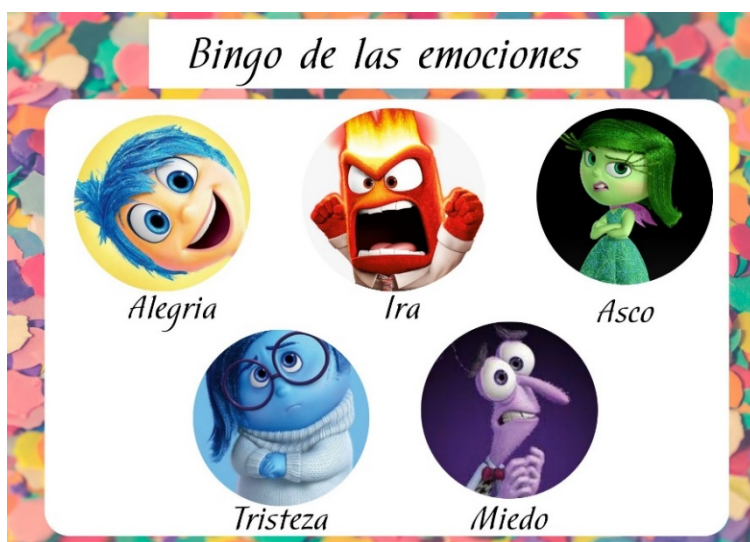 Bingo de las emociones
Alegria
Ira
Asco
Tristeza
Miedo